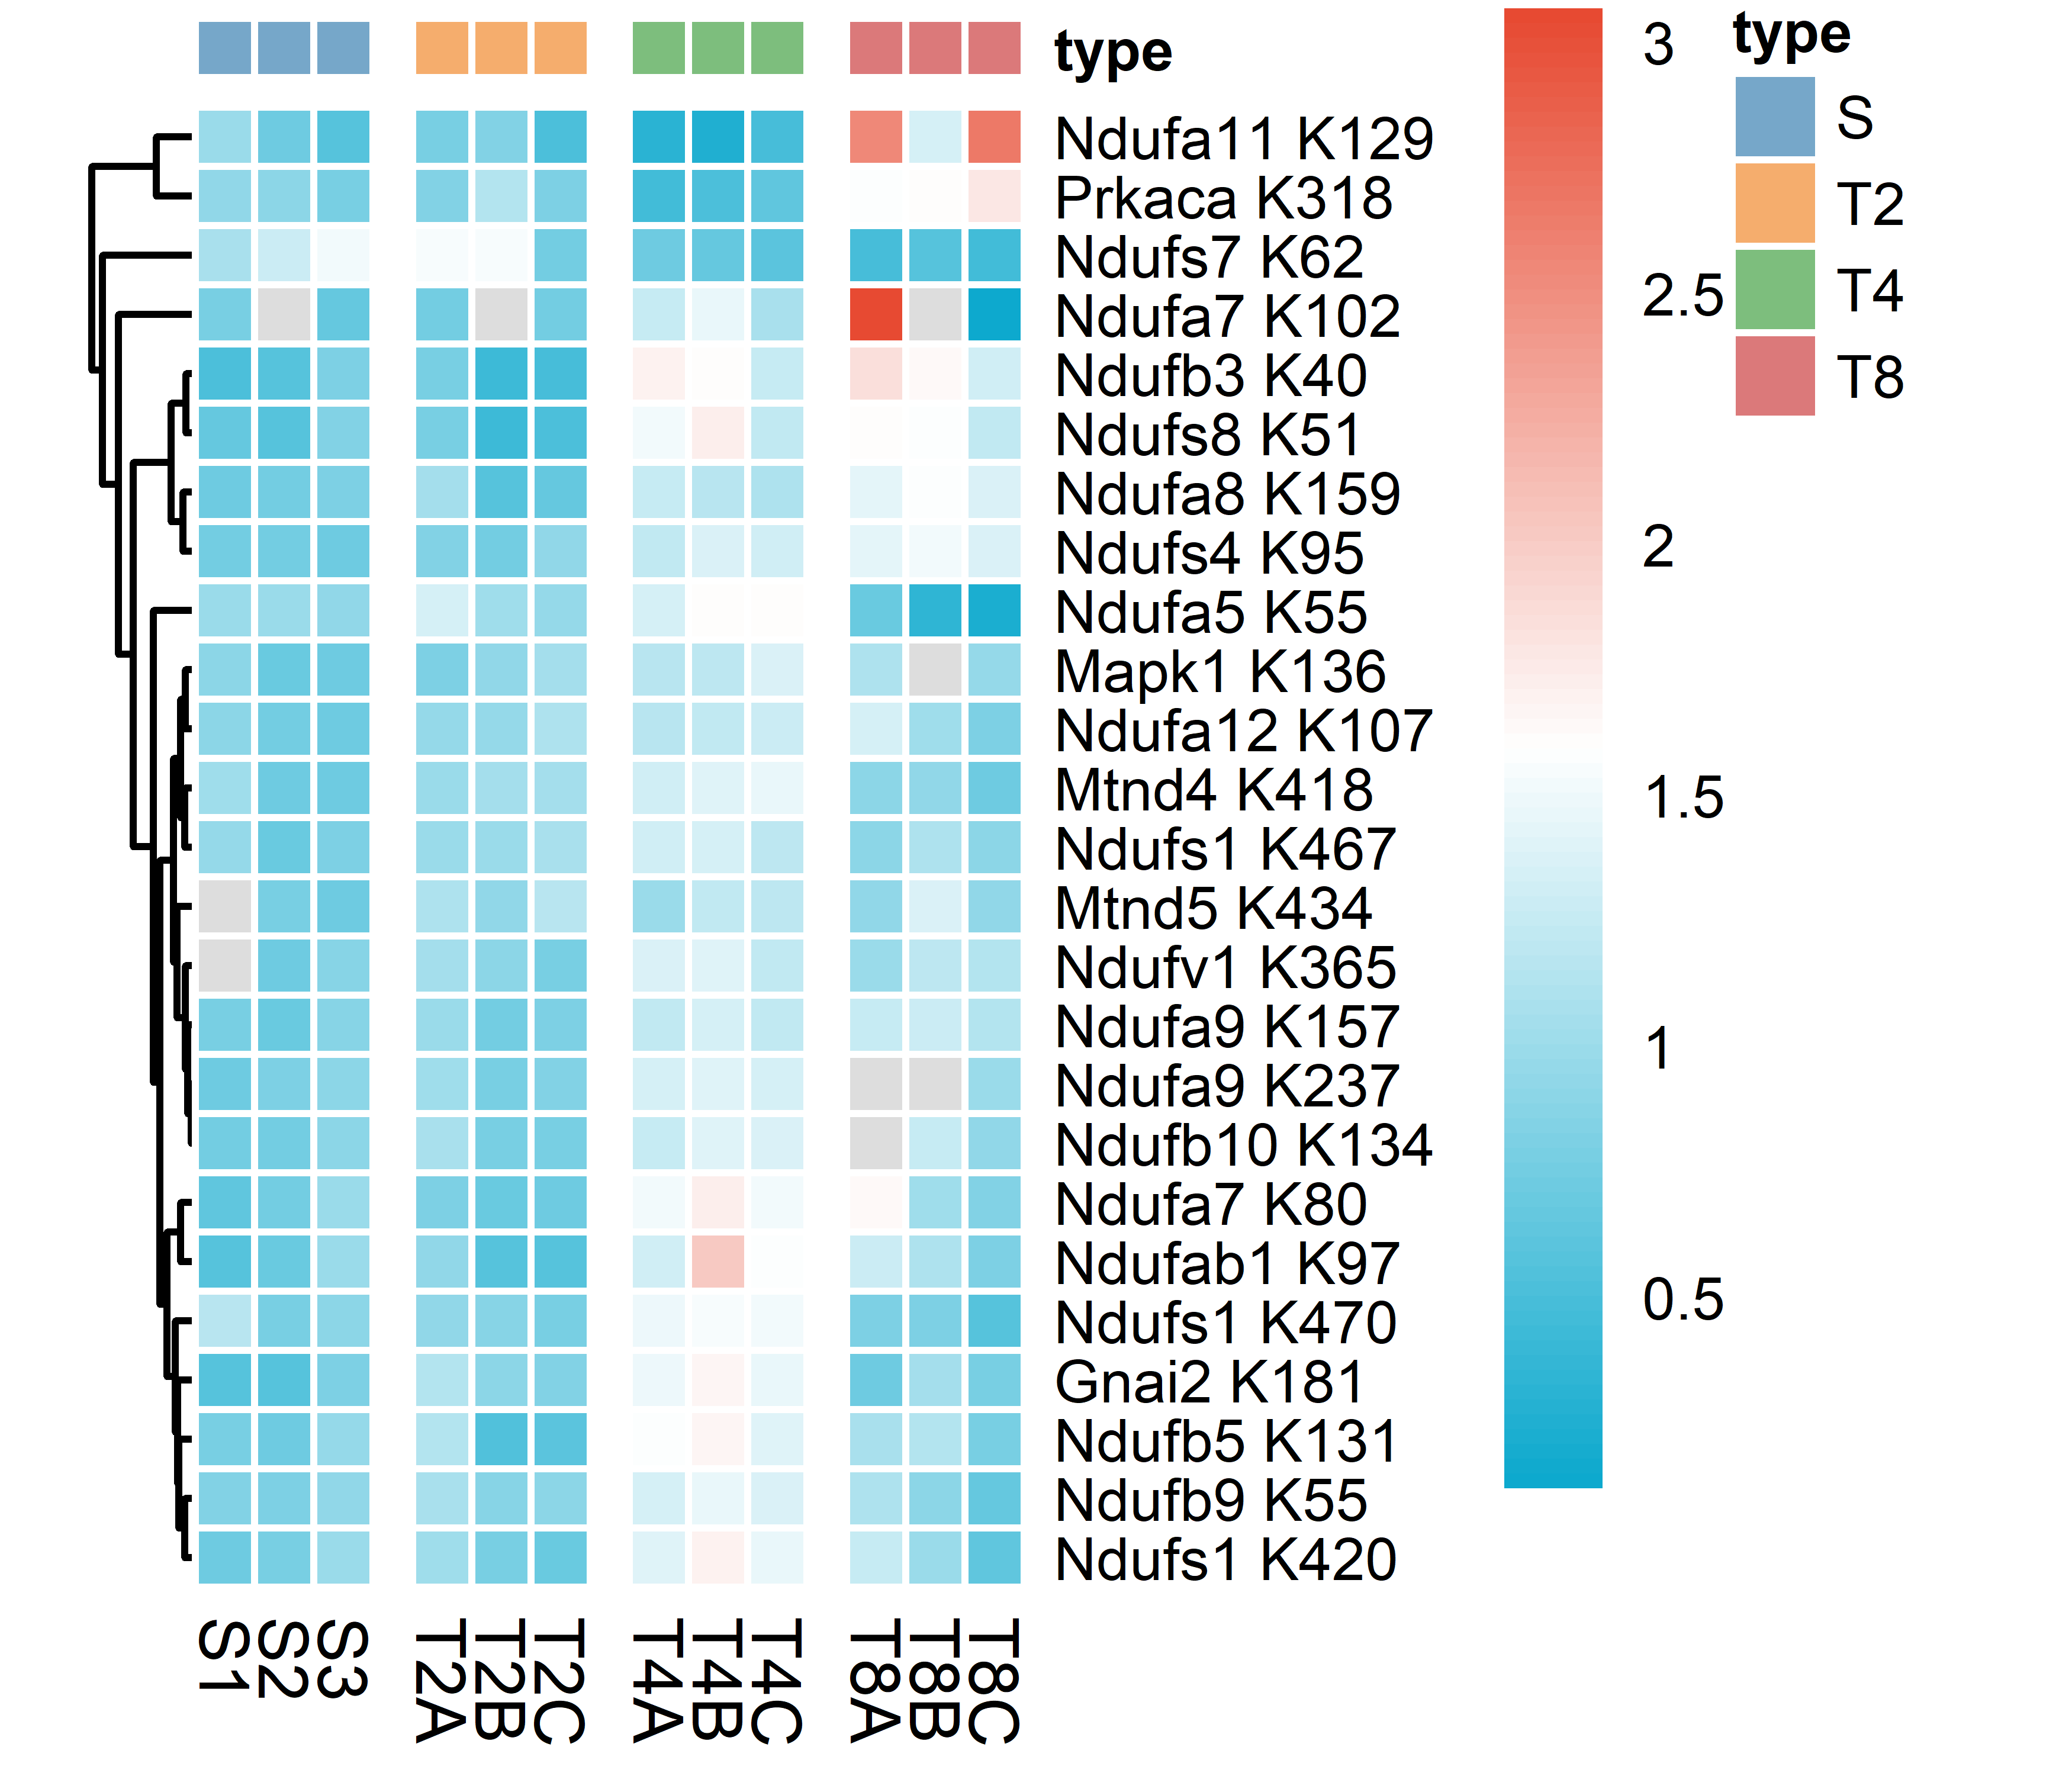 type
Ndufa11 K129
Prkaca K318
Ndufs7 K62
Ndufa7 K102
Ndufb3 K40
Ndufs8 K51
Ndufa8 K159
Ndufs4 K95
Ndufa5 K55
Mapk1 K136
Ndufa12 K107
Mtnd4 K418
Ndufs1 K467
Mtnd5 K434
Ndufv1 K365
Ndufa9 K157
Ndufa9 K237
Ndufb10 K134
Ndufa7 K80
Ndufab1 K97
Ndufs1 K470
Gnai2 K181
Ndufb5 K131
Ndufb9 K55
Ndufs1 K420
S1
S2
S3
T2A
T2B
T2C
T4A
T4B
T4C
T8A
T8B
T8C
3
2.5
2
1.5
1
0.5
type
S
T2
T4
T8